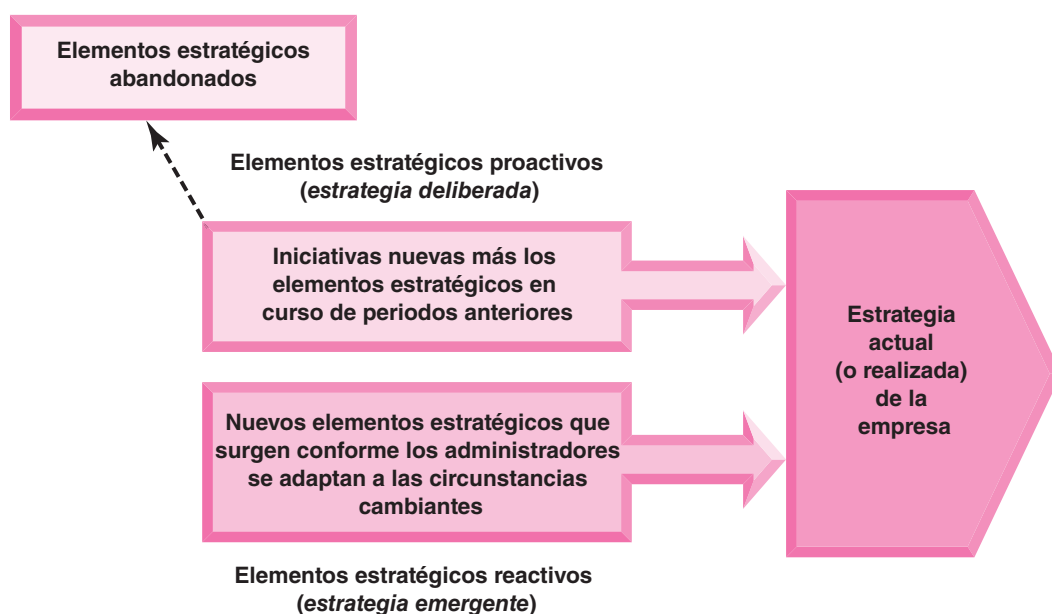 Elementos estratégicos
abandonados
Elementos estratégicos proactivos
(estrategia deliberada)
Iniciativas nuevas más los
elementos estratégicos en
curso de periodos anteriores
Nuevos elementos estratégicos que
surgen conforme los administradores
se adaptan a las circunstancias
cambiantes
Elementos estratégicos reactivos
(estrategia emergente)
Estrategia
actual
(o realizada)
de la
empresa